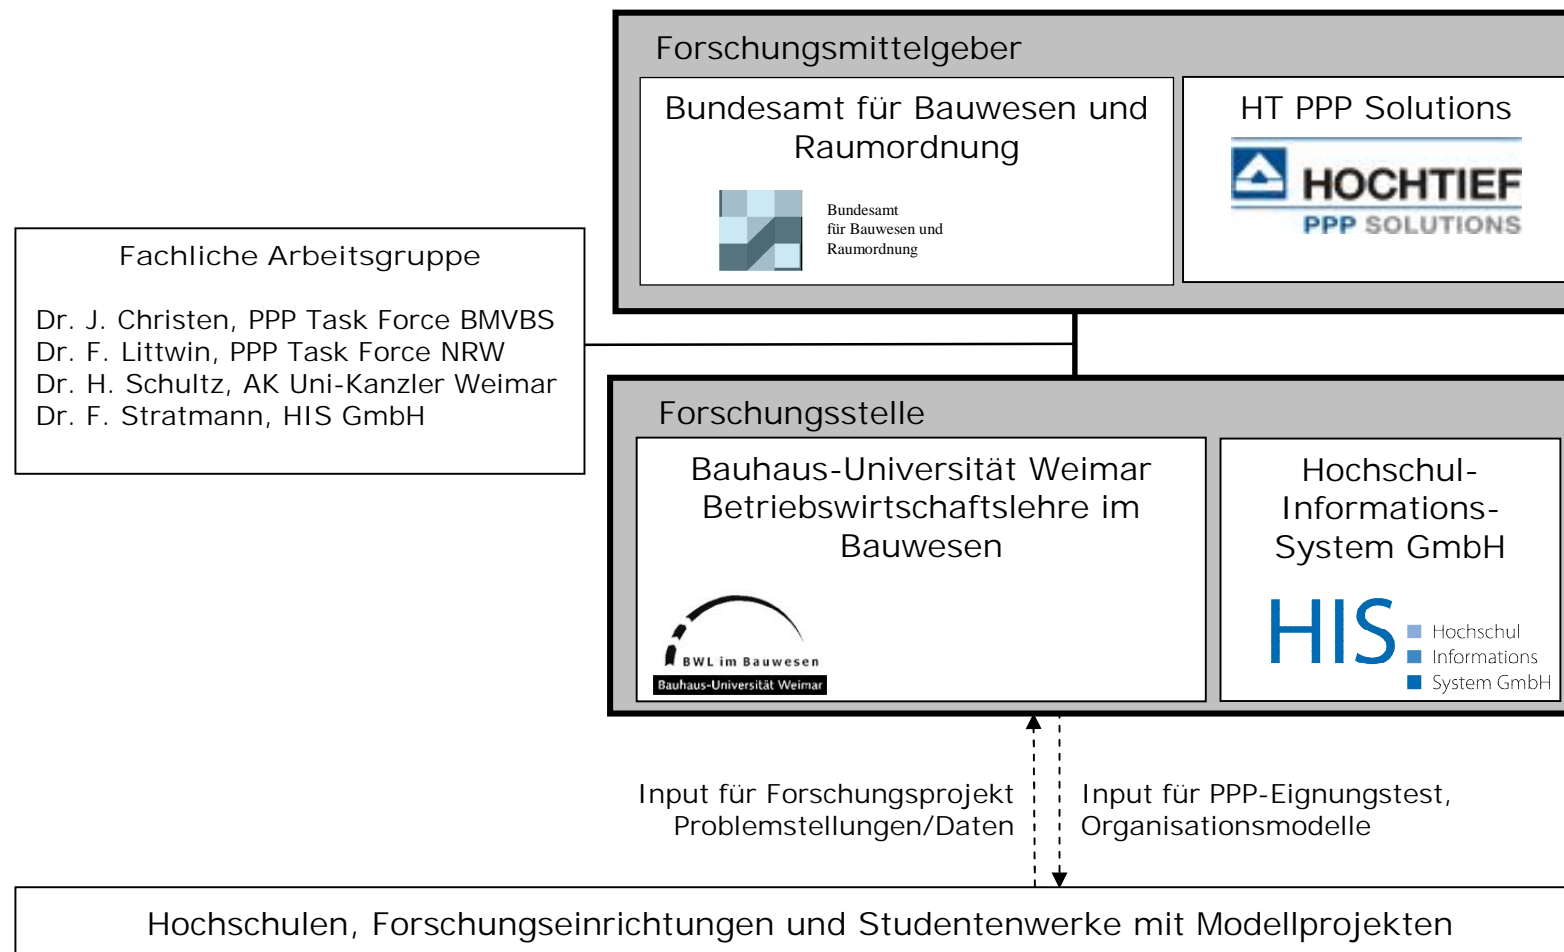 Forschungsmittelgeber
Bundesamt für Bauwesen und
Raumordnung
Bundesamt
für Bauwesen und
Raumordnung
HT PPP Solutions
HOCHTIEF
PPP SOLUTIONS
Fachliche Arbeitsgruppe
Dr. J. Christen, PPP Task Force BMVBS
Dr. F. Littwin, PPP Task Force NRW
Dr. H. Schultz, AK Uni-Kanzler Weimar
Dr. F. Stratmann, HIS GmbH
Forschungsstelle
Bauhaus-Universität Weimar
Betriebswirtschaftslehre im
Bauwesen
BWL im Bauwesen
Bauhaus-Universität Weimar
Hochschul-
Informations-
System GmbH
HIS
Hochschul
Informations
System GmbH
Input für Forschungsprojekt
Problemstellungen/Daten
Input für PPP-Eignungstest,
Organisationsmodelle
Hochschulen, Forschungseinrichtungen und Studentenwerke mit Modellprojekten